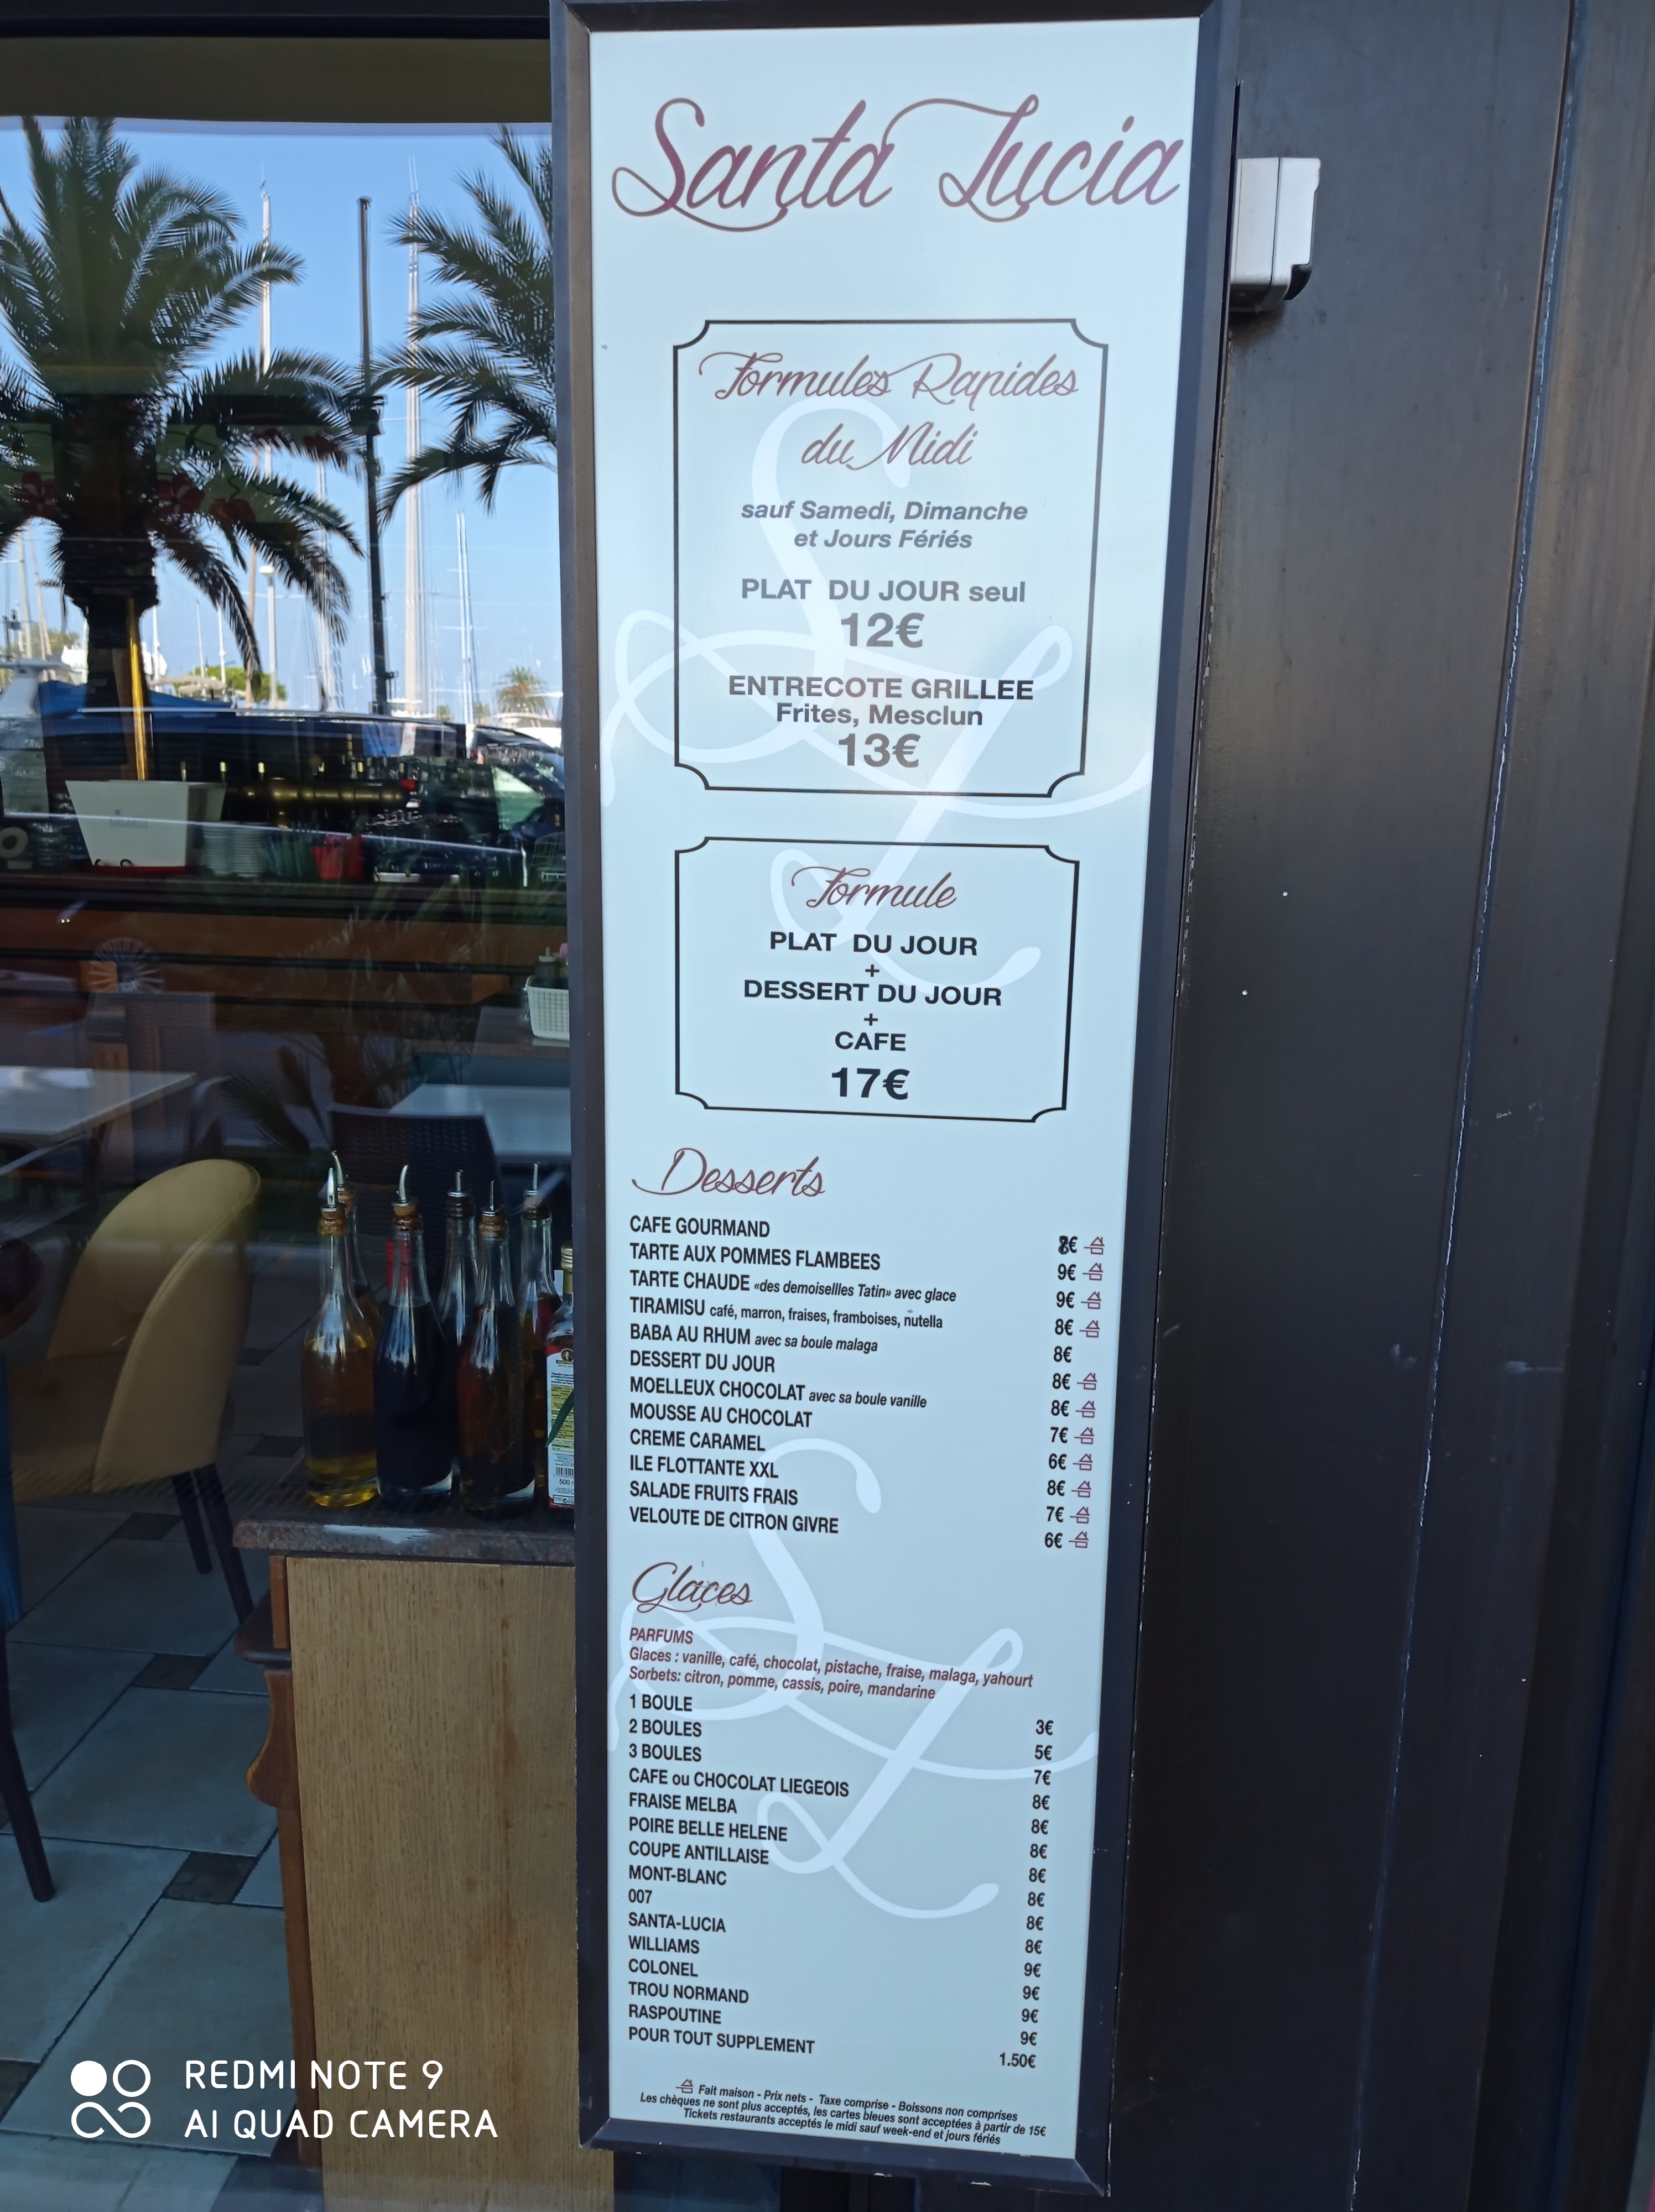 Santa Lucia
Formules Rapides
du Midi
sauf Samedi, Dimanche
et Jours Fériés
PLAT DU JOUR seul
12€
ENTRECOTE GRILLEE
Frites, Mesclun
13€
Formule
PLAT DU JOUR
+
DESSERT DU JOUR
+
CAFE
17€
Desserts
CAFE GOURMAND 8€
TARTE AUX POMMES FLAMBEES 9€
TARTE CHAUDE «des demoisellles Tatin» avec glace 9€
TIRAMISU café, marron, fraises, framboises, nutella 8€
BABA AU RHUM avec sa boule malaga 8€
DESSERT DU JOUR 8€
MOELLEUX CHOCOLAT avec sa boule vanille 8€
MOUSSE AU CHOCOLAT 7€
CREME CARAMEL 6€
ILE FLOTTANTE XXL 8€
SALADE FRUITS FRAIS 7€
VELOUTE DE CITRON GIVRE 6€
Glaces
PARFUMS
Glaces : vanille, café, chocolat, pistache, fraise, malaga, yahourt
Sorbets: citron, pomme, cassis, poire, mandarine
1 BOULE 3€
2 BOULES 5€
3 BOULES 7€
CAFE ou CHOCOLAT LIEGEOIS 8€
FRAISE MELBA 8€
POIRE BELLE HELENE 8€
COUPE ANTILLAISE 8€
MONT-BLANC 8€
007 8€
SANTA-LUCIA 8€
WILLIAMS 9€
COLONEL 9€
TROU NORMAND 9€
RASPOUTINE 9€
POUR TOUT SUPPLEMENT 1.50€
Fait maison - Prix nets - Taxe comprise - Boissons non comprises
Les chèques ne sont plus acceptés, les cartes bleues sont acceptées à partir de 15€
Tickets restaurants acceptés le midi sauf week-end et jours fériés
REDMI NOTE 9
AI QUAD CAMERA